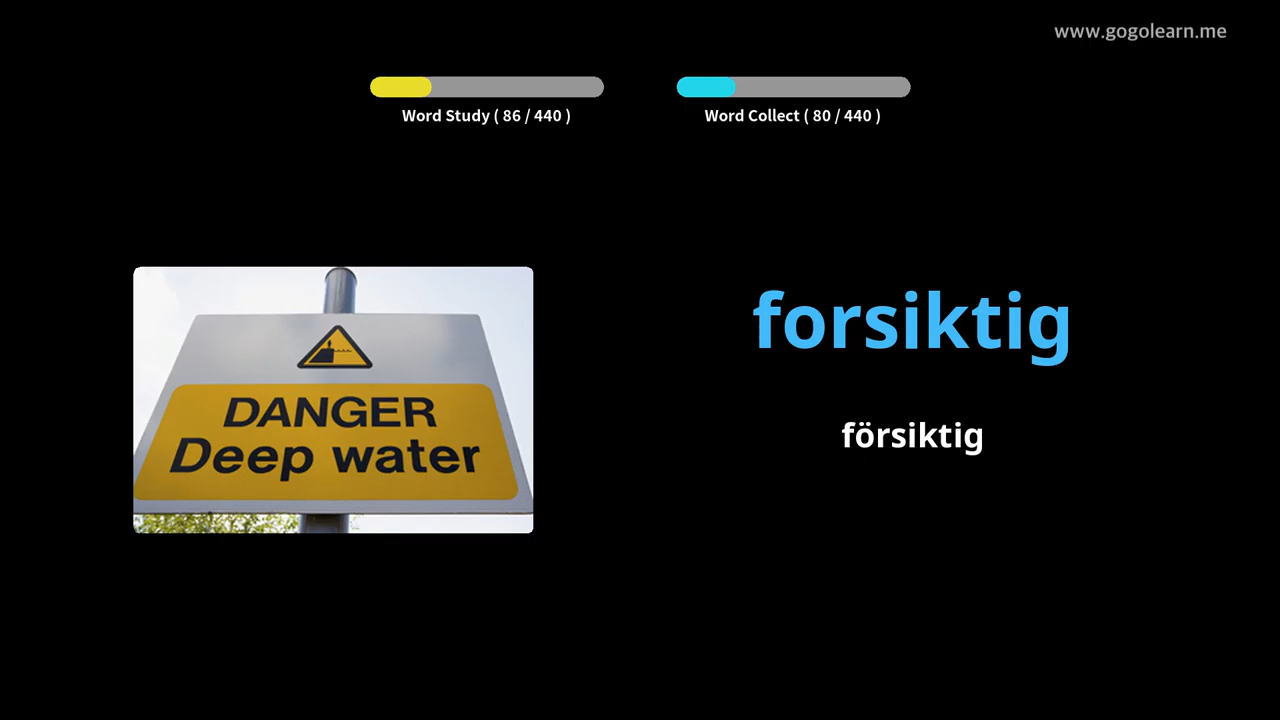 www.gogolearn.me
Word Study ( 86 / 440 )
Word Collect ( 80 / 440 )
DANGER
Deep water
forsiktig
försiktig